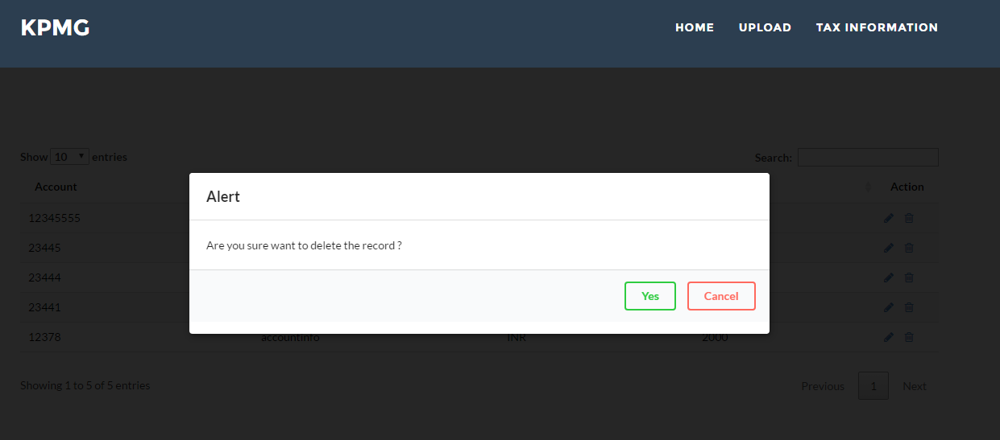 KPMG
HOME UPLOAD TAX INFORMATION
Show 10 entries
Search:
Account Action
Alert
12345555
Are you sure want to delete the record ?
23445
23444
Yes Cancel
23441
12378 accountinfo INR 2000
Showing 1 to 5 of 5 entries
Previous 1 Next